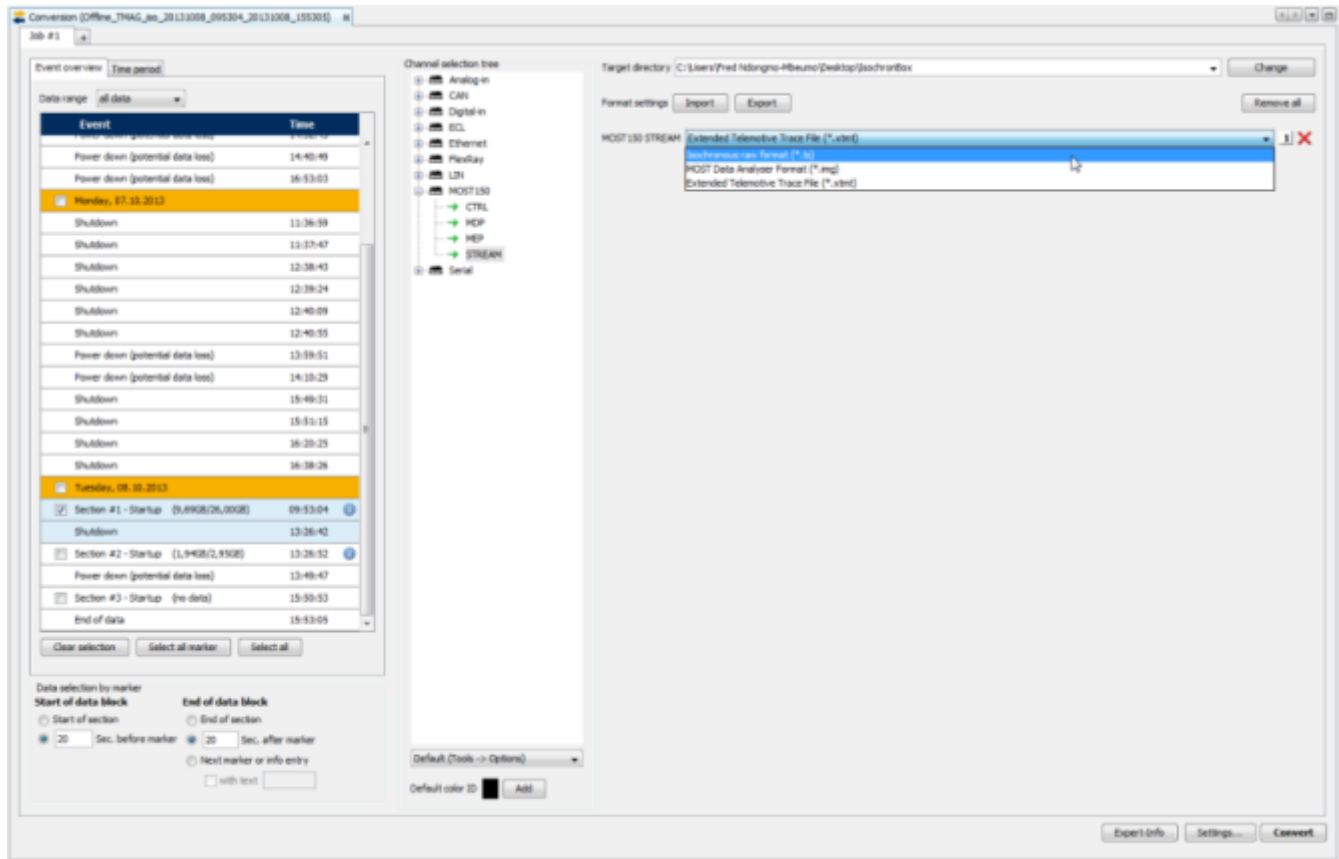 Conversion (Offline_TMAG_iso_20131008_095304_20131008_155305)
Job #1
Event overview Time period
Data range all data
Event Time
Power down (potential data loss)
Power down (potential data loss) 14:40:49
Power down (potential data loss) 16:53:03
Monday, 07.10.2013
Shutdown 11:36:59
Shutdown 11:37:47
Shutdown 12:38:43
Shutdown 12:39:24
Shutdown 12:40:09
Shutdown 12:40:55
Power down (potential data loss) 13:59:51
Power down (potential data loss) 14:10:29
Shutdown 15:49:31
Shutdown 15:51:15
Shutdown 16:20:25
Shutdown 16:38:26
Tuesday, 08.10.2013
Section #1 - Startup (9,69GB/26,00GB) 09:53:04
Shutdown 13:26:42
Section #2 - Startup (1,94GB/2,95GB) 13:26:52
Power down (potential data loss) 13:49:47
Section #3 - Startup (no data) 15:50:53
End of data 15:53:05
Clear selection Select all marker Select all
Data selection by marker
Start of data block End of data block
Start of section End of section
20 Sec. before marker 20 Sec. after marker
Next marker or info entry
with text
Channel selection tree
Analog-in
CAN
Digital-in
ECL
Ethernet
FlexRay
LIN
MOST150
CTRL
MDP
MEP
STREAM
Serial
Default (Tools -> Options)
Default color ID Add
Target directory C:\Users\Fred Ndongmo-Mbeumo\Desktop\IsochronBox Change
Format settings Import Export Remove all
MOST150 STREAM Extended Telemotive Trace File (*.xtmt) 1
Isochronous raw format (*.ts)
MOST Data Analyser Format (*.img)
Extended Telemotive Trace File (*.xtmt)
Expert-Info Settings... Convert